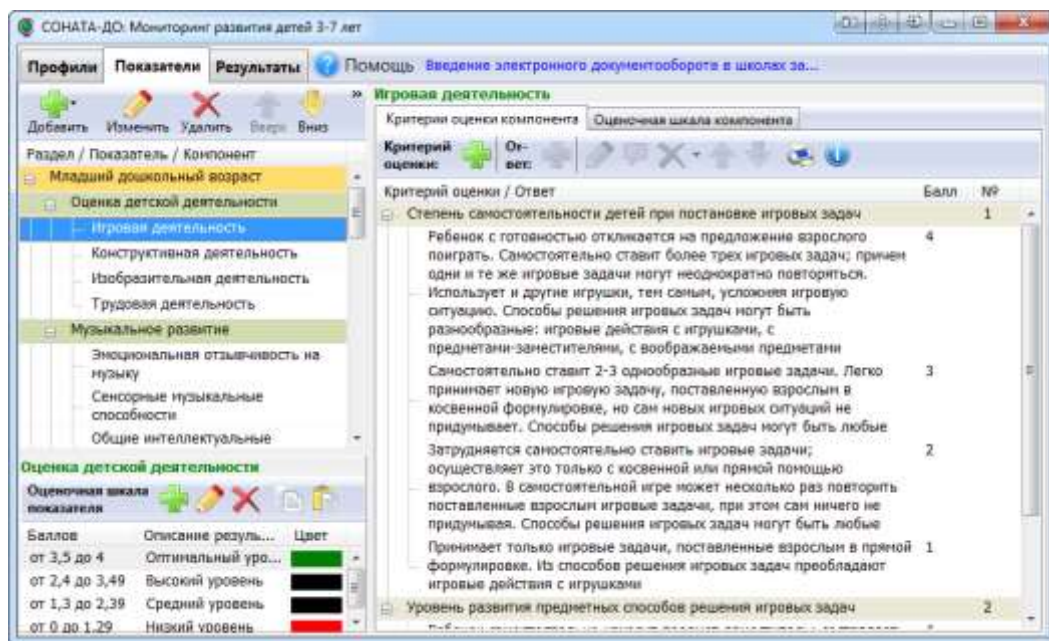 СОНАТА-ДО: Мониторинг развития детей 3-7 лет
Профили Показатели Результаты Помощь Введение электронного документооборота в школах за...
Добавить Изменить Удалить Вверх Вниз »
Раздел / Показатель / Компонент
Младший дошкольный возраст
Оценка детской деятельности
Игровая деятельность
Конструктивная деятельность
Изобразительная деятельность
Трудовая деятельность
Музыкальное развитие
Эмоциональная отзывчивость на
музыку
Сенсорные музыкальные
способности
Общие интеллектуальные
Оценка детской деятельности
Оценочная шкала
показателя
Баллов Описание резуль... Цвет
от 3,5 до 4 Оптимальный уро...
от 2,4 до 3,49 Высокий уровень
от 1,3 до 2,39 Средний уровень
от 0 до 1,29 Низкий уровень
Игровая деятельность
Критерии оценки компонента Оценочная шкала компонента
Критерий
оценки:
От-
вет:
Критерий оценки / Ответ Балл №
Степень самостоятельности детей при постановке игровых задач 1
Ребенок с готовностью откликается на предложение взрослого 4
поиграть. Самостоятельно ставит более трех игровых задач; причем
одни и те же игровые задачи могут неоднократно повторяться.
Использует и другие игрушки, тем самым, усложняя игровую
ситуацию. Способы решения игровых задач могут быть
разнообразные: игровые действия с игрушками, с
предметами-заместителями, с воображаемыми предметами
Самостоятельно ставит 2-3 однообразные игровые задачи. Легко 3
принимает новую игровую задачу, поставленную взрослым в
косвенной формулировке, но сам новых игровых ситуаций не
придумывает. Способы решения игровых задач могут быть любые
Затрудняется самостоятельно ставить игровые задачи; 2
осуществляет это только с косвенной или прямой помощью
взрослого. В самостоятельной игре может несколько раз повторить
поставленные взрослым игровые задачи, при этом сам ничего не
придумывая. Способы решения игровых задач могут быть любые
Принимает только игровые задачи, поставленные взрослым в прямой 1
формулировке. Из способов решения игровых задач преобладают
игровые действия с игрушками
Уровень развития предметных способов решения игровых задач 2